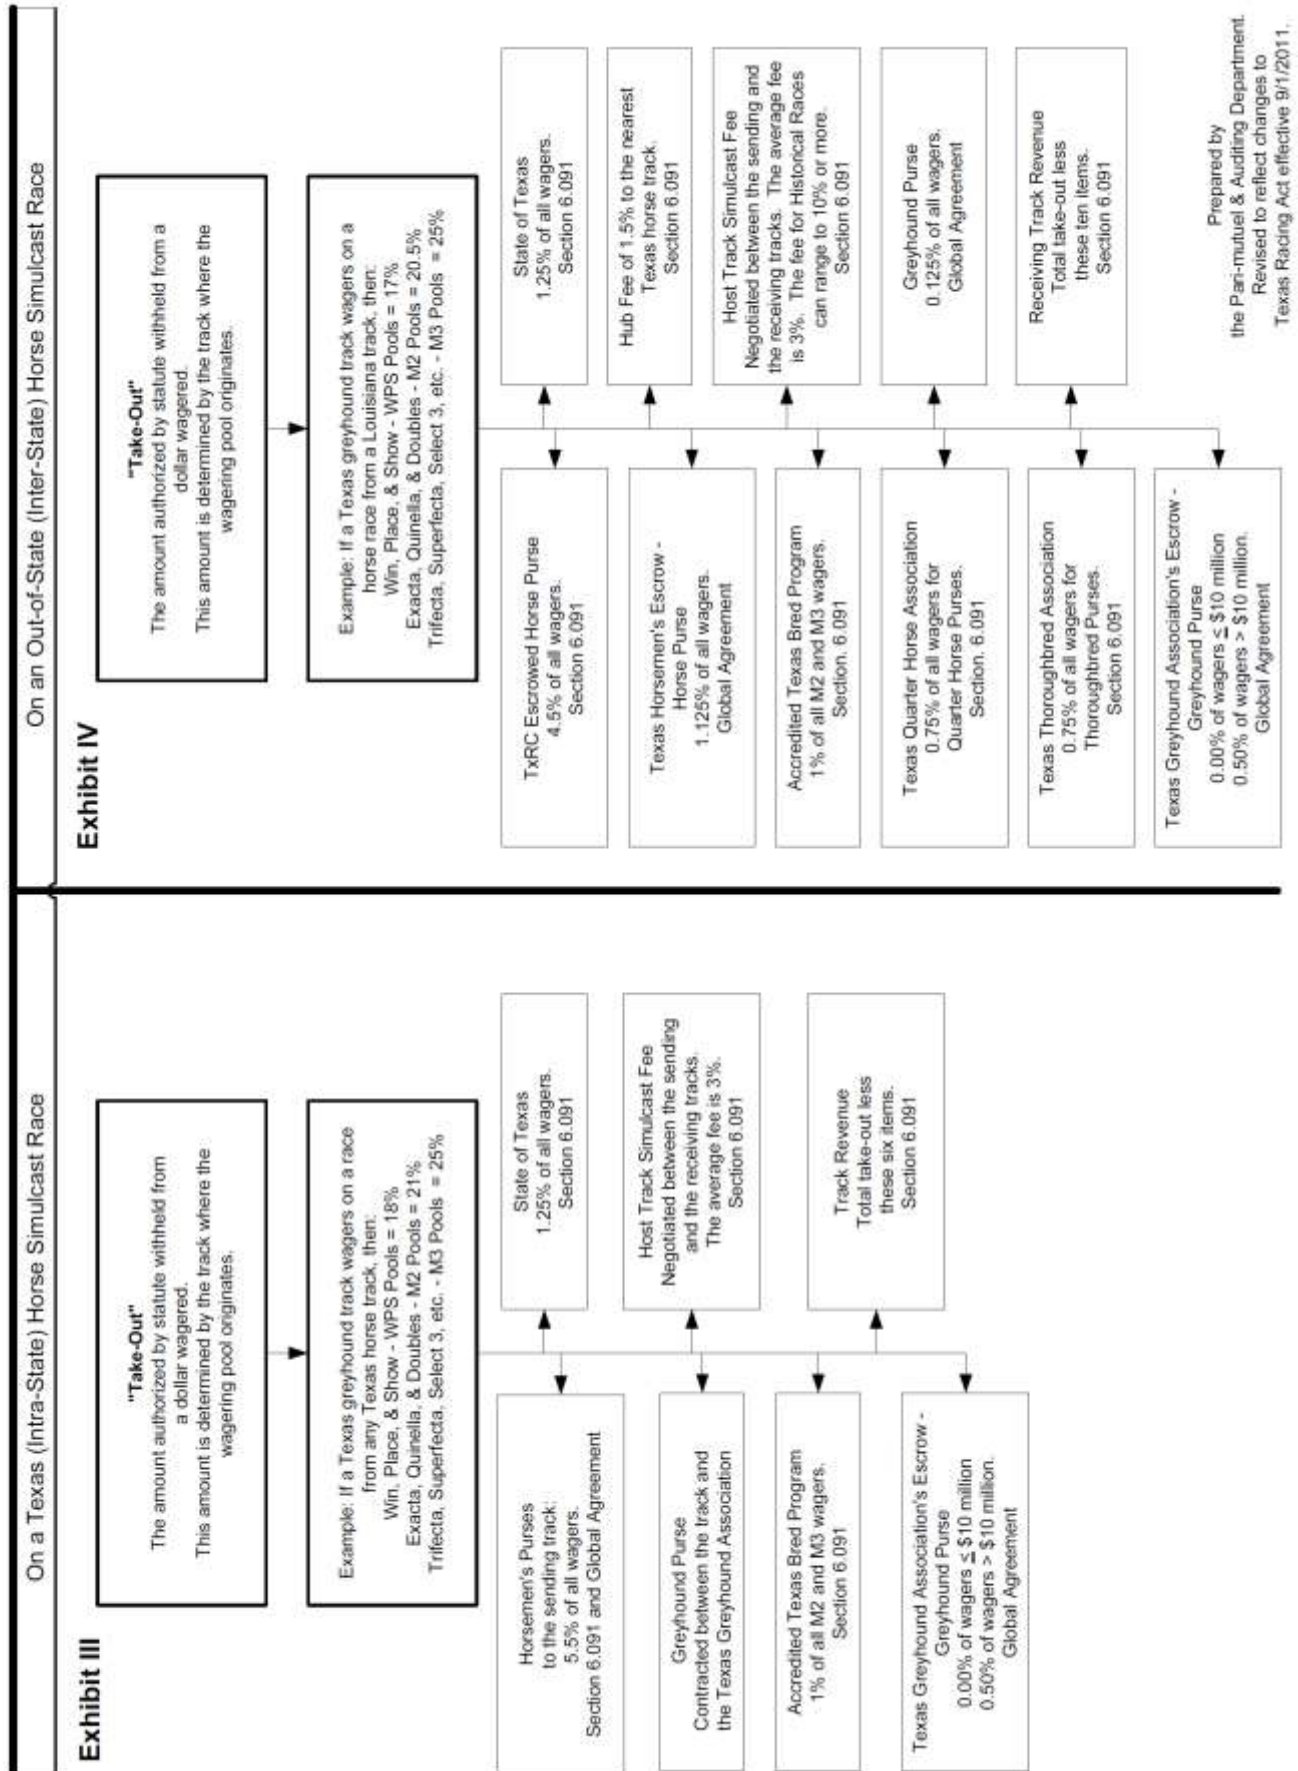 On a Texas (Intra-State) Horse Simulcast Race
Exhibit III
"Take-Out"
The amount authorized by statute withheld from
a dollar wagered.
This amount is determined by the track where the
wagering pool originates.
Example: If a Texas greyhound track wagers on a race
from any Texas horse track, then:
Win, Place, & Show - WPS Pools = 18%
Exacta, Quinella, & Doubles - M2 Pools = 21%
Trifecta, Superfecta, Select 3, etc. - M3 Pools = 25%
Horsemen's Purses
to the sending track;
5.5% of all wagers.
Section 6.091 and Global Agreement
State of Texas
1.25% of all wagers.
Section 6.091
Greyhound Purse
Contracted between the track and
the Texas Greyhound Association
Host Track Simulcast Fee
Negotiated between the sending
and the receiving tracks.
The average fee is 3%.
Section 6.091
Accredited Texas Bred Program
1% of all M2 and M3 wagers.
Section 6.091
Track Revenue
Total take-out less
these six items.
Section 6.091
Texas Greyhound Association's Escrow -
Greyhound Purse
0.00% of wagers ≤ $10 million
0.50% of wagers > $10 million.
Global Agreement
On an Out-of-State (Inter-State) Horse Simulcast Race
Exhibit IV
"Take-Out"
The amount authorized by statute withheld from a
dollar wagered.
This amount is determined by the track where the
wagering pool originates.
Example: If a Texas greyhound track wagers on a
horse race from a Louisiana track, then:
Win, Place, & Show - WPS Pools = 17%
Exacta, Quinella, & Doubles - M2 Pools = 20.5%
Trifecta, Superfecta, Select 3, etc. - M3 Pools = 25%
TxRC Escrowed Horse Purse
4.5% of all wagers.
Section 6.091
State of Texas
1.25% of all wagers.
Section 6.091
Texas Horsemen's Escrow -
Horse Purse
1.125% of all wagers.
Global Agreement
Hub Fee of 1.5% to the nearest
Texas horse track.
Section 6.091
Accredited Texas Bred Program
1% of all M2 and M3 wagers.
Section. 6.091
Host Track Simulcast Fee
Negotiated between the sending and
the receiving tracks. The average fee
is 3%. The fee for Historical Races
can range to 10% or more.
Section 6.091
Texas Quarter Horse Association
0.75% of all wagers for
Quarter Horse Purses.
Section. 6.091
Greyhound Purse
0.125% of all wagers.
Global Agreement
Texas Thoroughbred Association
0.75% of all wagers for
Thoroughbred Purses.
Section 6.091
Receiving Track Revenue
Total take-out less
these ten items.
Section 6.091
Texas Greyhound Association's Escrow -
Greyhound Purse
0.00% of wagers ≤ $10 million
0.50% of wagers > $10 million.
Global Agreement
Prepared by
the Pari-mutuel & Auditing Department.
Revised to reflect changes to
Texas Racing Act effective 9/1/2011.